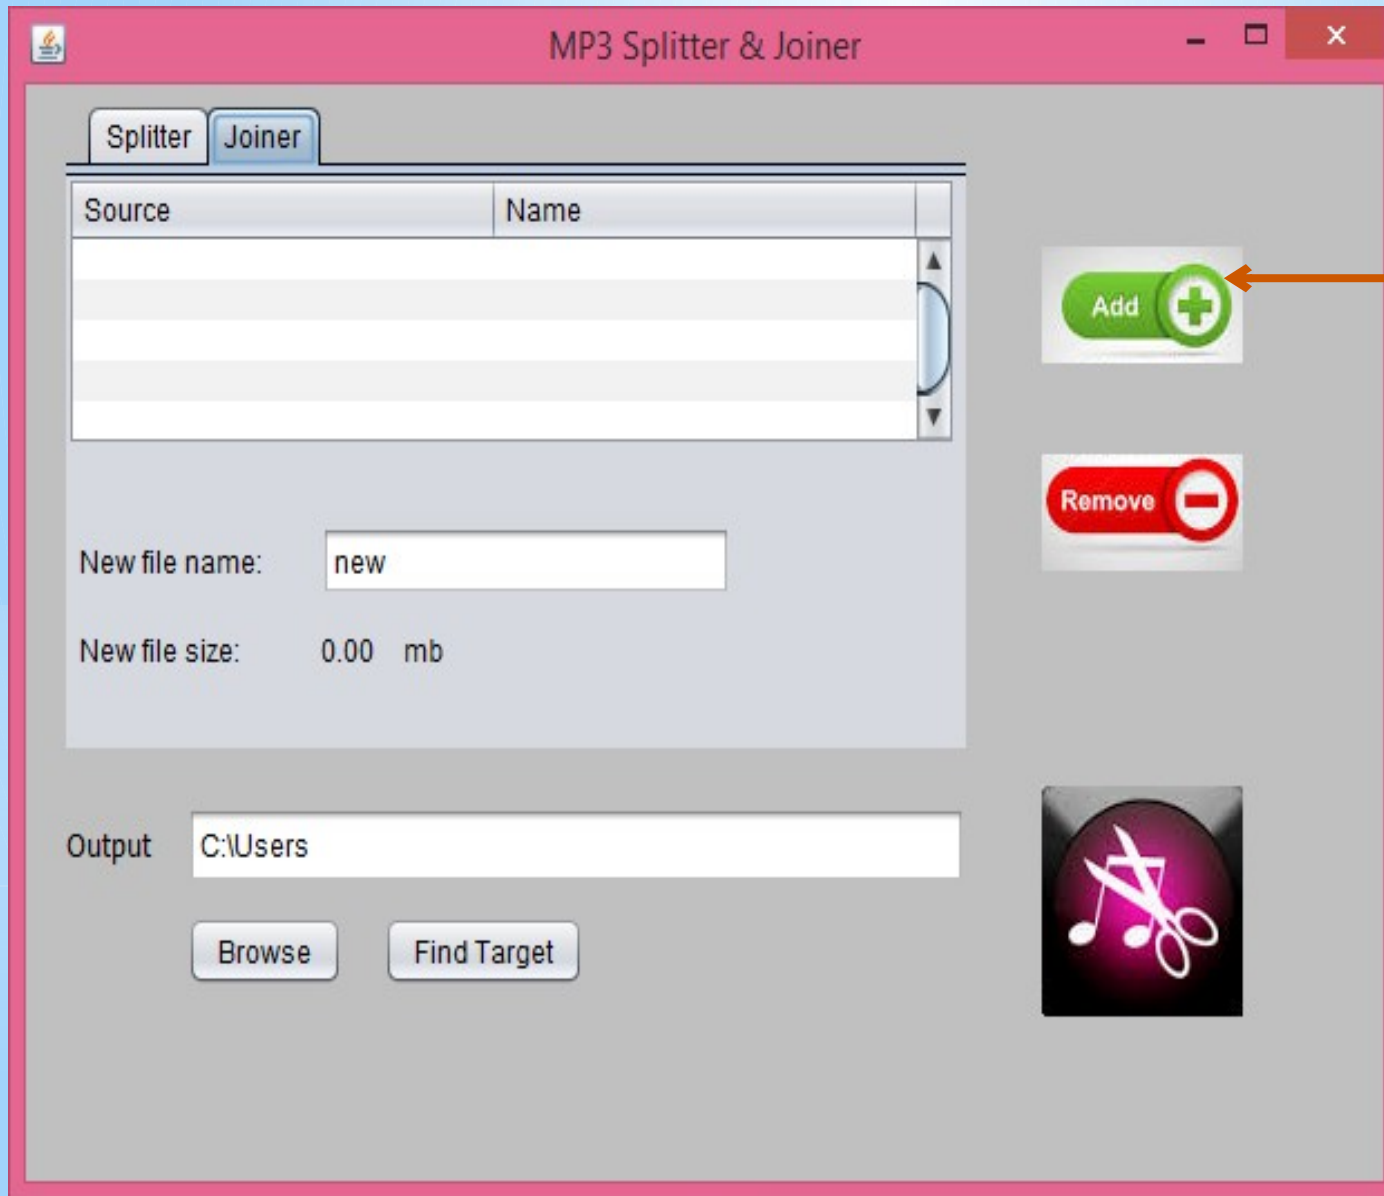 MP3 Splitter & Joiner
Splitter Joiner
Source Name
Add
Remove
New file name: new
New file size: 0.00 mb
Output C:\Users
Browse Find Target